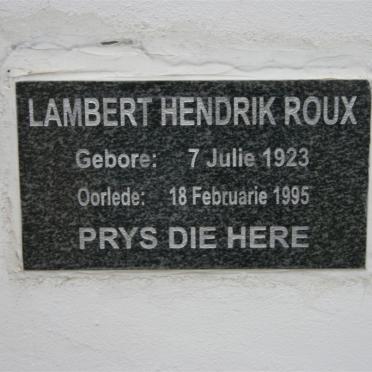 LAMBERT HENDRIK ROUX
Gebore: 7 Julie 1923
Oorlede: 18 Februarie 1995
PRYS DIE HERE